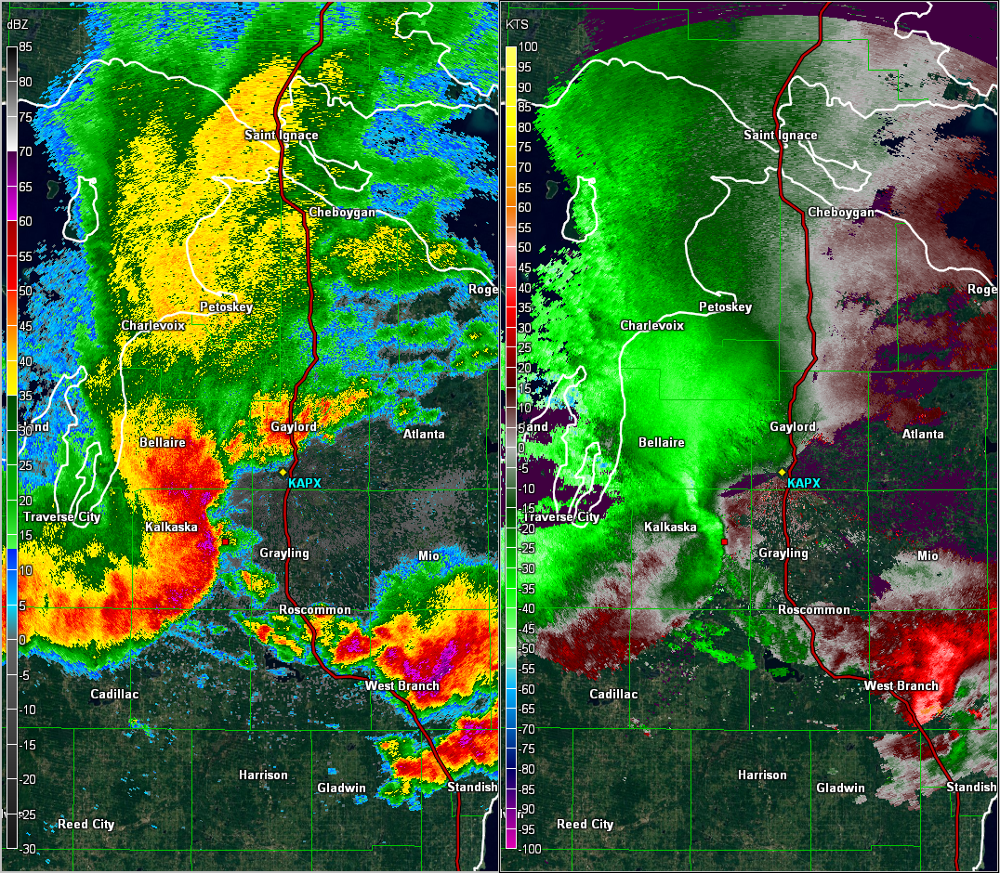 dBZ
85
80
75
70
65
60
55
50
45
40
35
30
25
20
15
10
5
0
-5
-10
-15
-20
-25
-30
Saint Ignace
Cheboygan
Roge
Petoskey
Charlevoix
nd
Gaylord
Bellaire
Atlanta
KAPX
Traverse City
Kalkaska
Grayling
Mio
Roscommon
West Branch
Cadillac
Harrison
Gladwin
Standish
Reed City
KTS
100
95
90
85
80
75
70
65
60
55
50
45
40
35
30
25
20
15
10
5
0
-5
-10
-15
-20
-25
-30
-35
-40
-45
-50
-55
-60
-65
-70
-75
-80
-85
-90
-95
-100
Saint Ignace
Cheboygan
Roge
Petoskey
Charlevoix
and
Gaylord
Bellaire
Atlanta
KAPX
Traverse City
Kalkaska
Grayling
Mio
Roscommon
West Branch
Cadillac
Harrison
Gladwin
Standish
Reed City